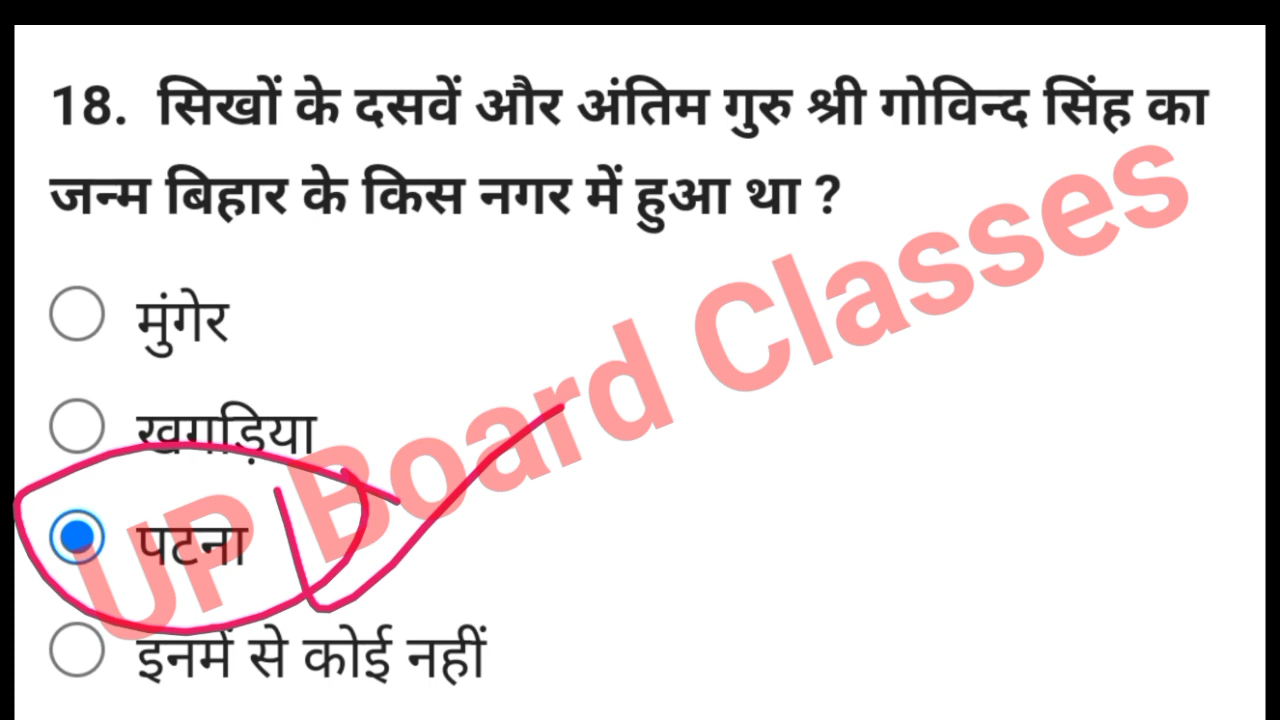 18. सिखों के दसवें और अंतिम गुरु श्री गोविन्द सिंह का
जन्म बिहार के किस नगर में हुआ था ?
मुंगेर
खगड़िया
पटना
इनमें से कोई नहीं
UP Board Classes